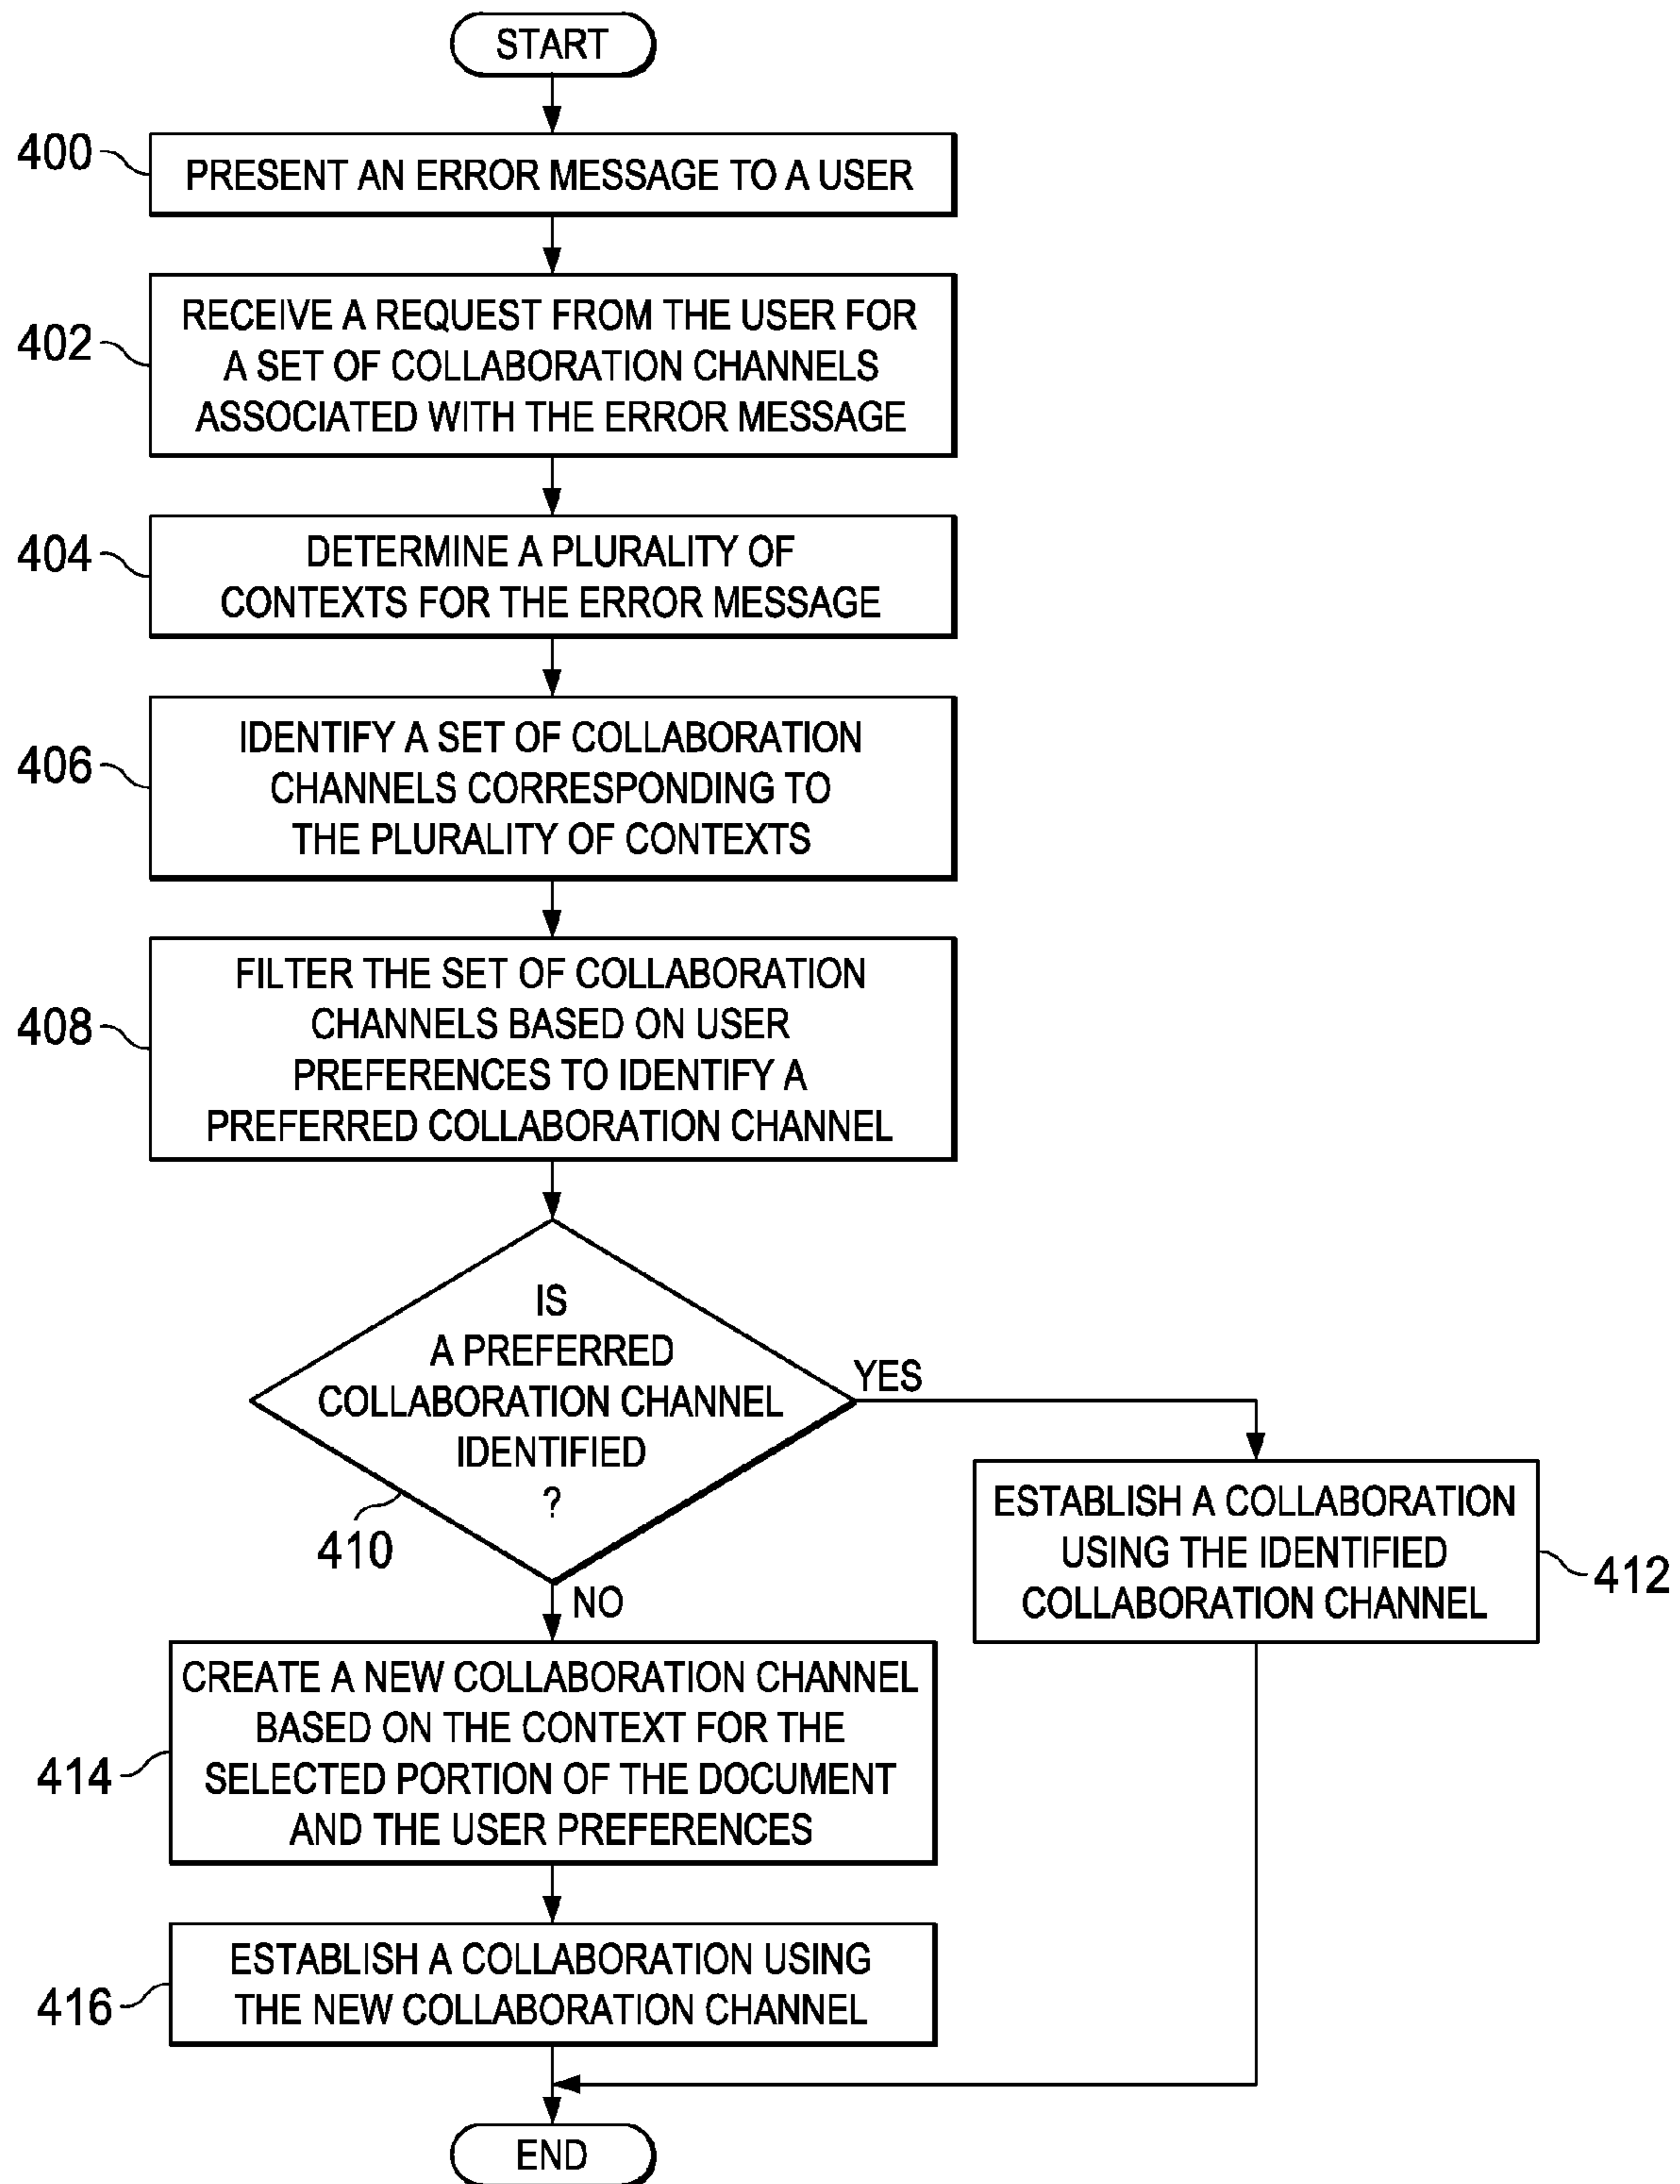 START
400
PRESENT AN ERROR MESSAGE TO A USER
402
RECEIVE A REQUEST FROM THE USER FOR
A SET OF COLLABORATION CHANNELS
ASSOCIATED WITH THE ERROR MESSAGE
404
DETERMINE A PLURALITY OF
CONTEXTS FOR THE ERROR MESSAGE
406
IDENTIFY A SET OF COLLABORATION
CHANNELS CORRESPONDING TO
THE PLURALITY OF CONTEXTS
408
FILTER THE SET OF COLLABORATION
CHANNELS BASED ON USER
PREFERENCES TO IDENTIFY A
PREFERRED COLLABORATION CHANNEL
IS
A PREFERRED
COLLABORATION CHANNEL
IDENTIFIED
?
410
YES
ESTABLISH A COLLABORATION
USING THE IDENTIFIED
COLLABORATION CHANNEL
412
NO
CREATE A NEW COLLABORATION CHANNEL
BASED ON THE CONTEXT FOR THE
SELECTED PORTION OF THE DOCUMENT
AND THE USER PREFERENCES
414
ESTABLISH A COLLABORATION USING
THE NEW COLLABORATION CHANNEL
416
END